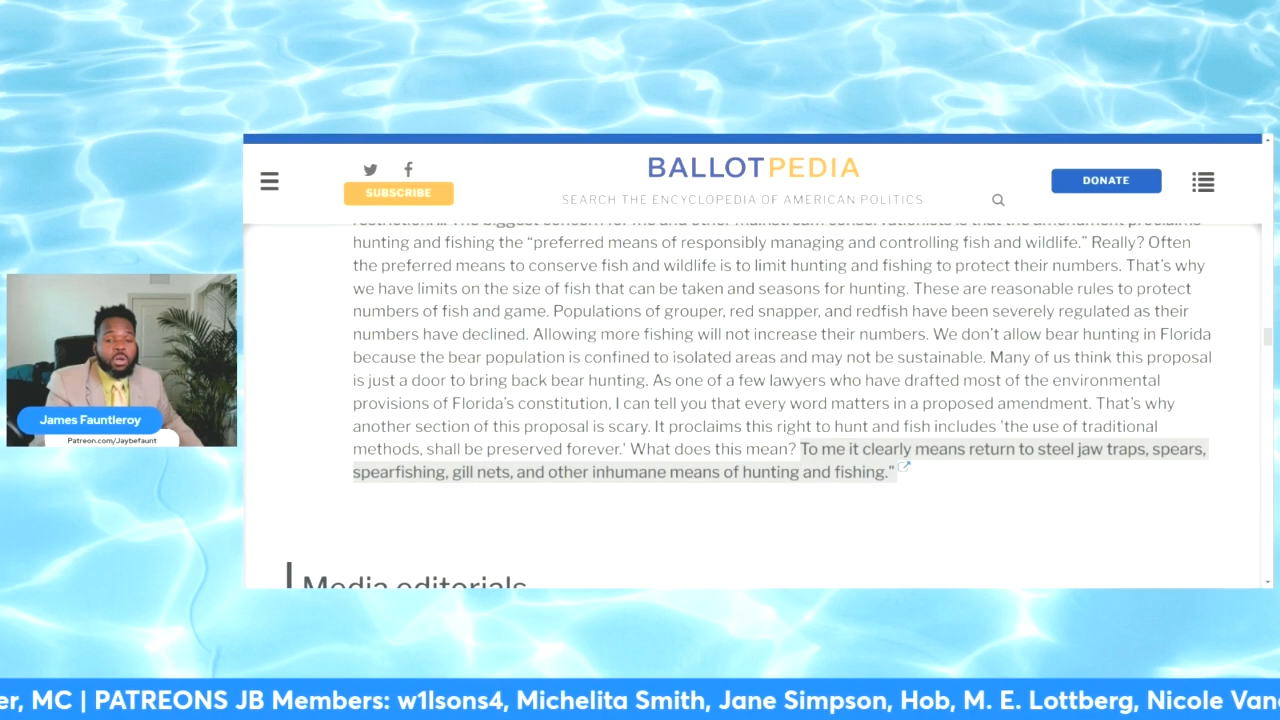 BALLOTPEDIA
SUBSCRIBE
SEARCH THE ENCYCLOPEDIA OF AMERICAN POLITICS
DONATE
hunting and fishing the “preferred means of responsibly managing and controlling fish and wildlife.” Really? Often
the preferred means to conserve fish and wildlife is to limit hunting and fishing to protect their numbers. That’s why
we have limits on the size of fish that can be taken and seasons for hunting. These are reasonable rules to protect
numbers of fish and game. Populations of grouper, red snapper, and redfish have been severely regulated as their
numbers have declined. Allowing more fishing will not increase their numbers. We don’t allow bear hunting in Florida
because the bear population is confined to isolated areas and may not be sustainable. Many of us think this proposal
is just a door to bring back bear hunting. As one of a few lawyers who have drafted most of the environmental
provisions of Florida’s constitution, I can tell you that every word matters in a proposed amendment. That’s why
another section of this proposal is scary. It proclaims this right to hunt and fish includes 'the use of traditional
methods, shall be preserved forever.' What does this mean? To me it clearly means return to steel jaw traps, spears,
spearfishing, gill nets, and other inhumane means of hunting and fishing."
Media editorials
James Fauntleroy
Patreon.com/Jaybefaunt
er, MC | PATREONS JB Members: w1lsons4, Michelita Smith, Jane Simpson, Hob, M. E. Lottberg, Nicole Van